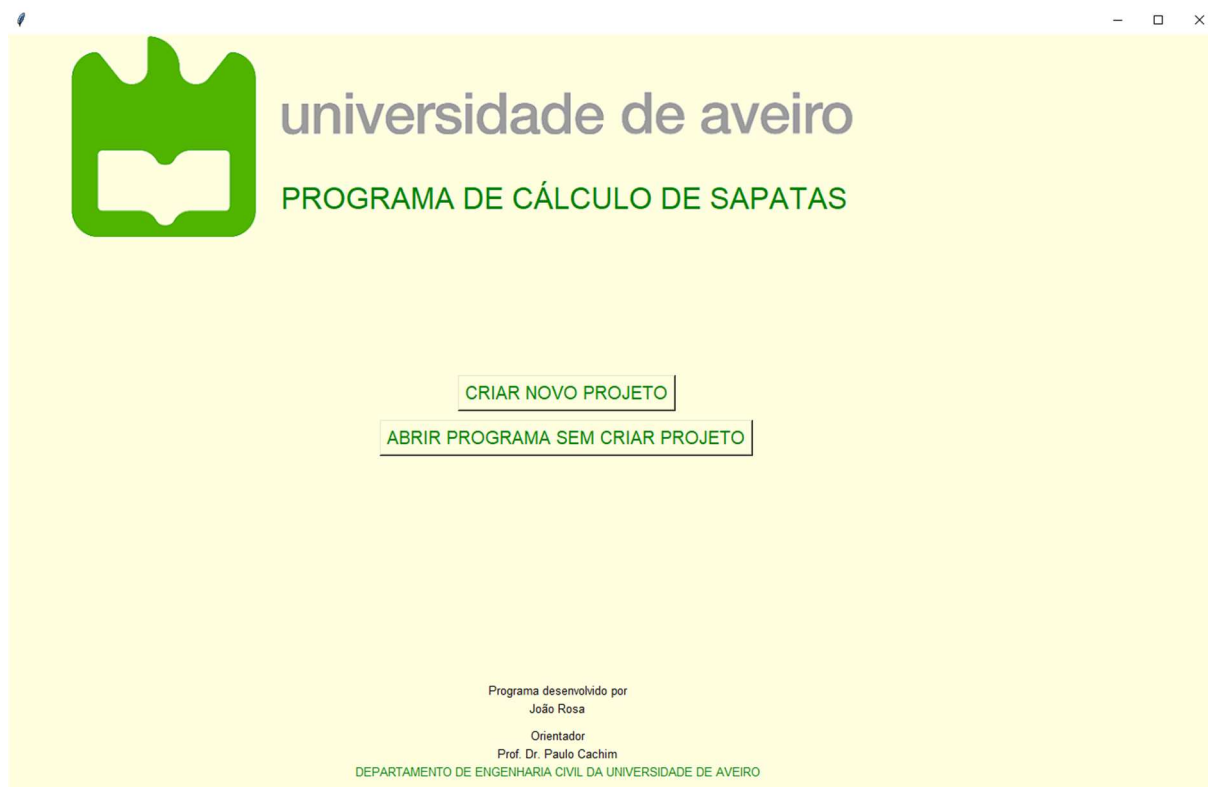 universidade de aveiro
PROGRAMA DE CÁLCULO DE SAPATAS
CRIAR NOVO PROJETO
ABRIR PROGRAMA SEM CRIAR PROJETO
Programa desenvolvido por
João Rosa
Orientador
Prof. Dr. Paulo Cachim
DEPARTAMENTO DE ENGENHARIA CIVIL DA UNIVERSIDADE DE AVEIRO